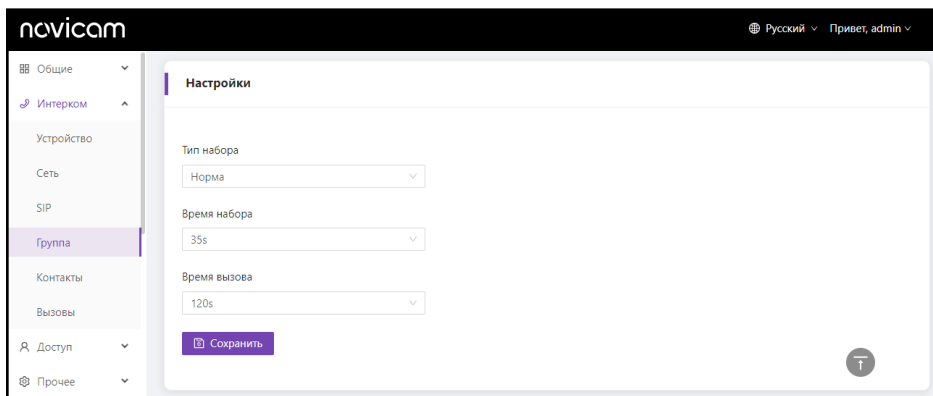 novicam
Русский Привет, admin
Общие
Интерком
Устройство
Сеть
SIP
Группа
Контакты
Вызовы
Доступ
Прочее
Настройки
Тип набора
Норма
Время набора
35s
Время вызова
120s
Сохранить